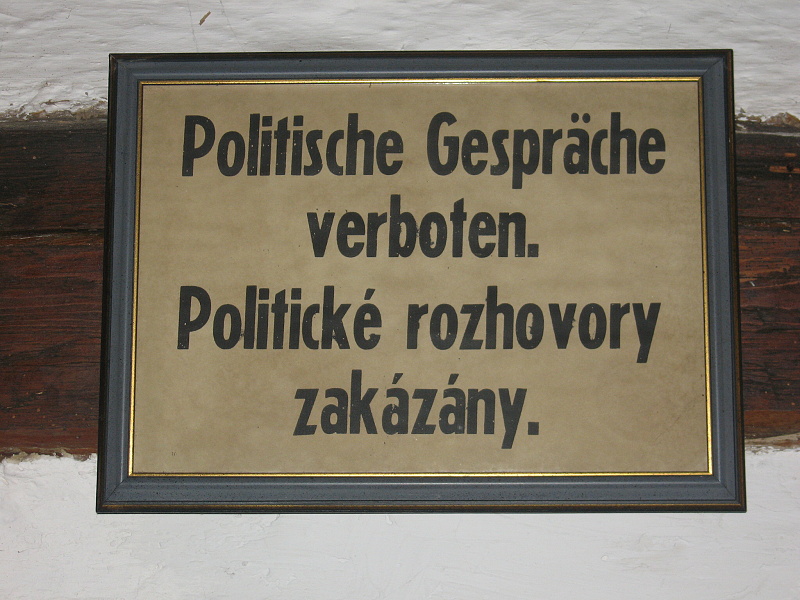 Politische Gespräche
verboten.
Politické rozhovory
zakázány.